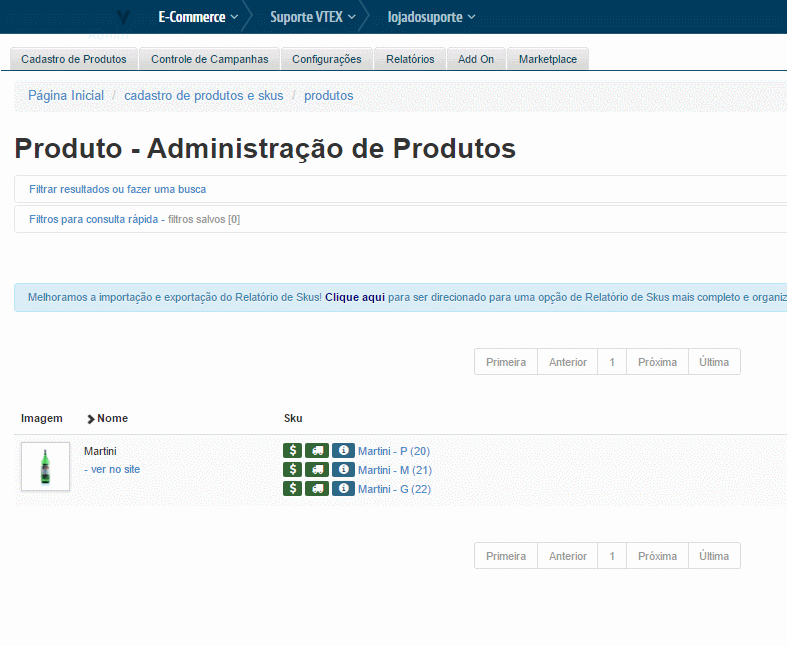 E-Commerce Suporte VTEX lojadosuporte
Admin
Cadastro de Produtos Controle de Campanhas Configurações Relatórios Add On Marketplace
Página Inicial / cadastro de produtos e skus / produtos
Produto - Administração de Produtos
Filtrar resultados ou fazer uma busca
Filtros para consulta rápida - filtros salvos [0]
Melhoramos a importação e exportação do Relatório de Skus! Clique aqui para ser direcionado para uma opção de Relatório de Skus mais completo e organiz
Primeira Anterior 1 Próxima Última
Imagem Nome Sku
Martini $ Martini - P (20)
- ver no site $ Martini - M (21)
$ Martini - G (22)
Primeira Anterior 1 Próxima Última